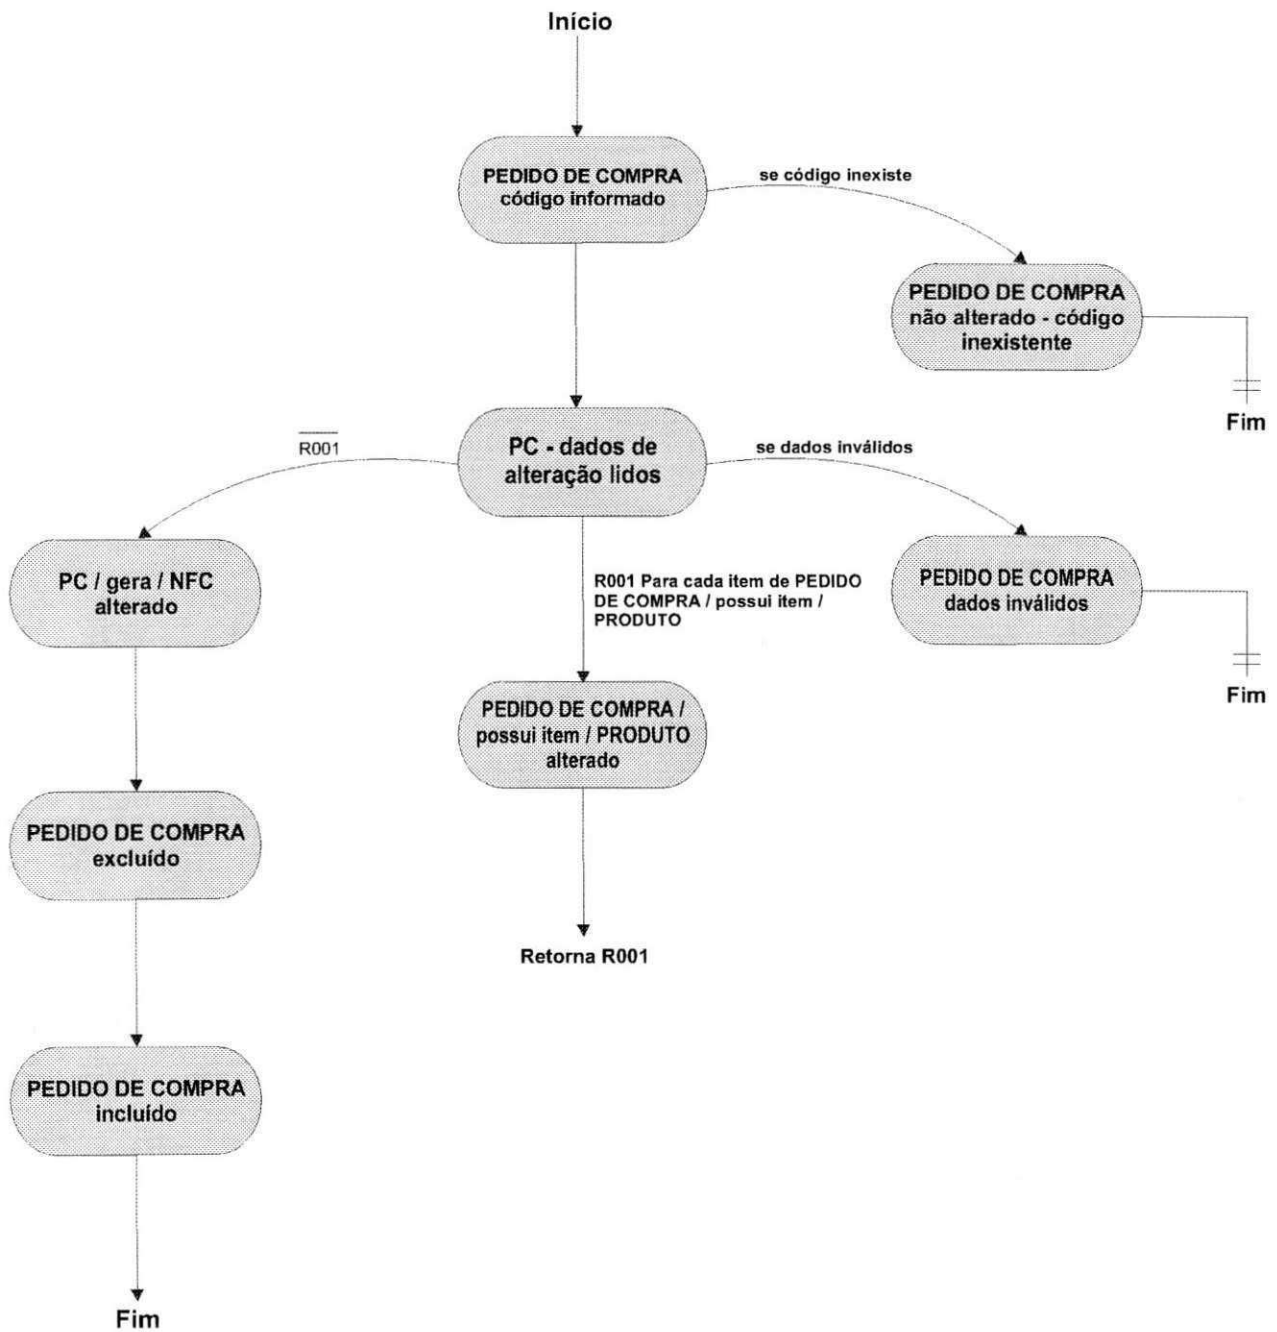 Início
PEDIDO DE COMPRA
código informado
se código inexiste
PEDIDO DE COMPRA
não alterado - código
inexistente
Fim
R001
PC - dados de
alteração lidos
se dados inválidos
PC / gera / NFC
alterado
R001 Para cada item de PEDIDO
DE COMPRA / possui item /
PRODUTO
PEDIDO DE COMPRA
dados inválidos
Fim
PEDIDO DE COMPRA /
possui item / PRODUTO
alterado
PEDIDO DE COMPRA
excluído
Retorna R001
PEDIDO DE COMPRA
incluído
Fim